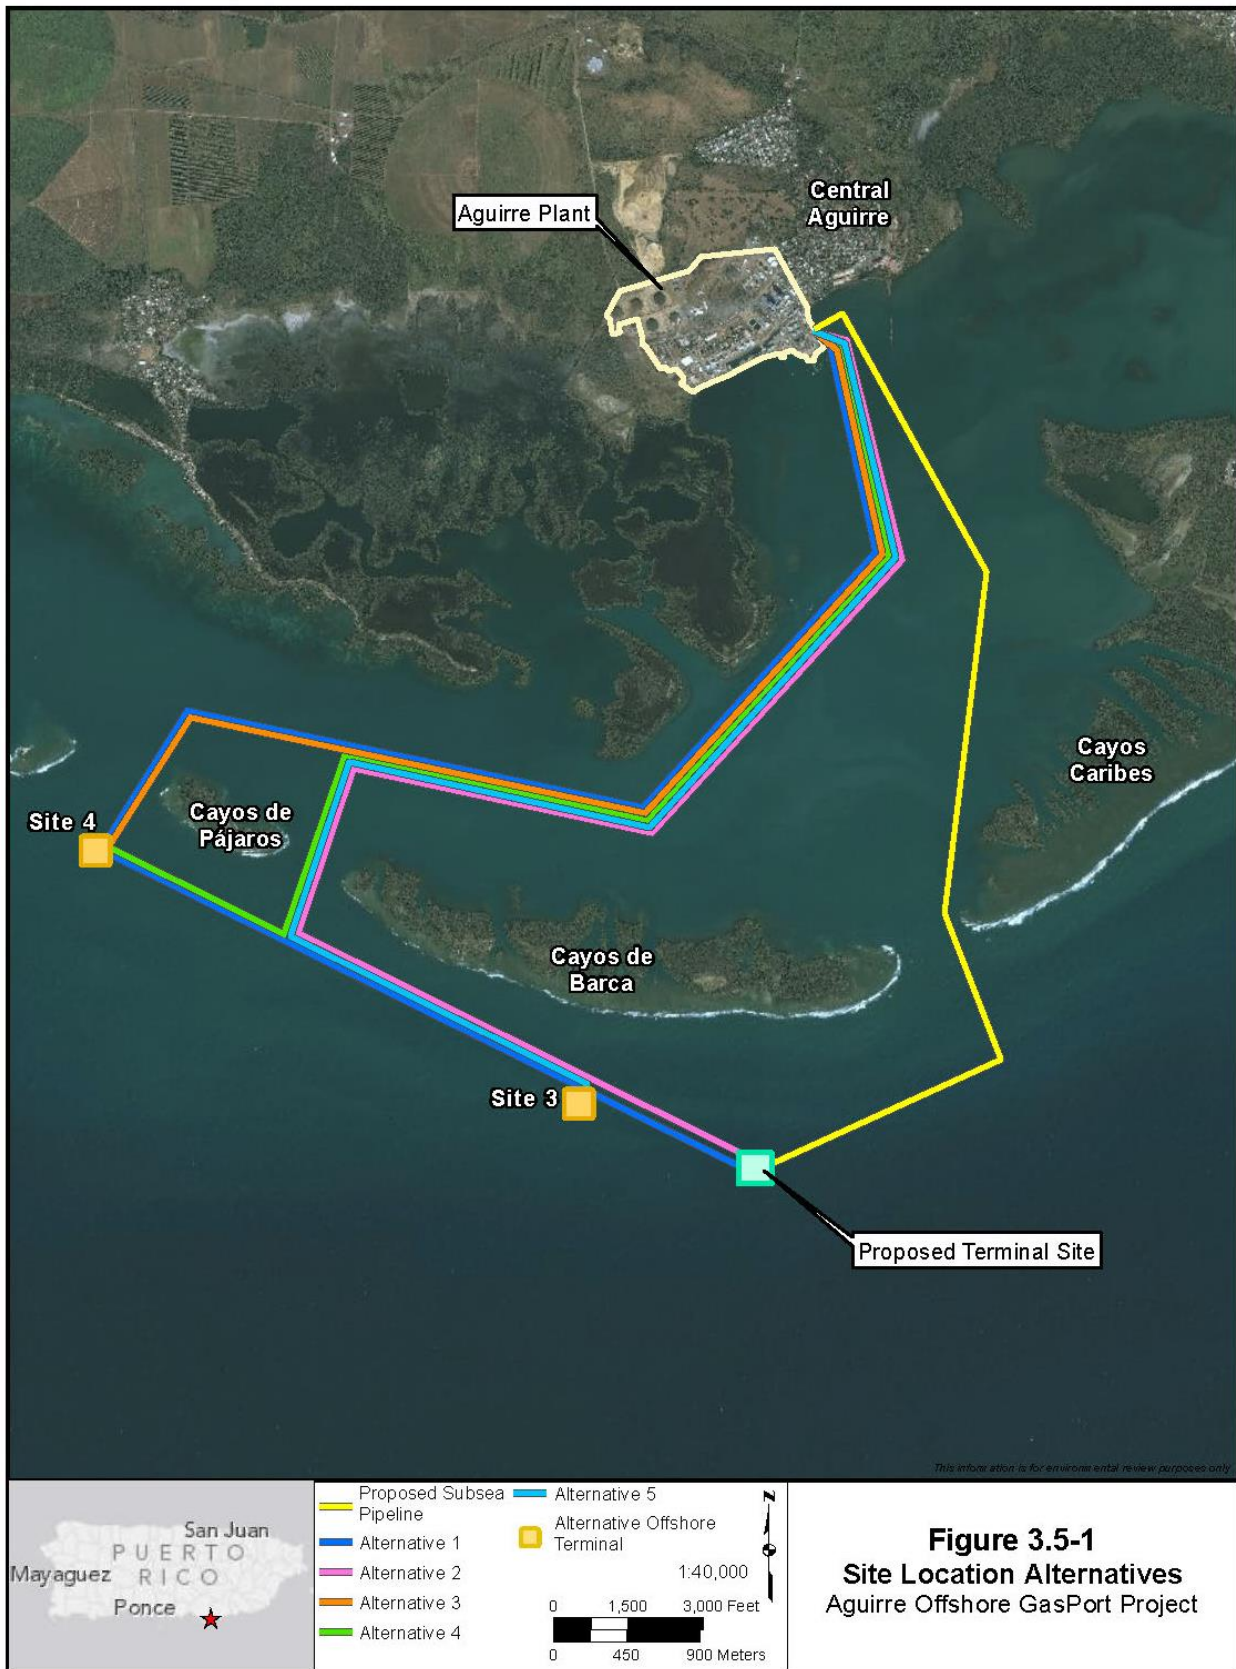 Central
Aguirre
Aguirre Plant
Cayos
Caribes
Cayos de
Pájaros
Site 4
Cayos de
Barca
Site 3
Proposed Terminal Site
This information is for environmental review purposes only
San Juan
PUERTO
RICO
Mayaguez
Ponce
Proposed Subsea
Pipeline
Alternative 1
Alternative 2
Alternative 3
Alternative 4
Alternative 5
Alternative Offshore
Terminal
N
1:40,000
0 1,500 3,000 Feet
0 450 900 Meters
Figure 3.5-1
Site Location Alternatives
Aguirre Offshore GasPort Project